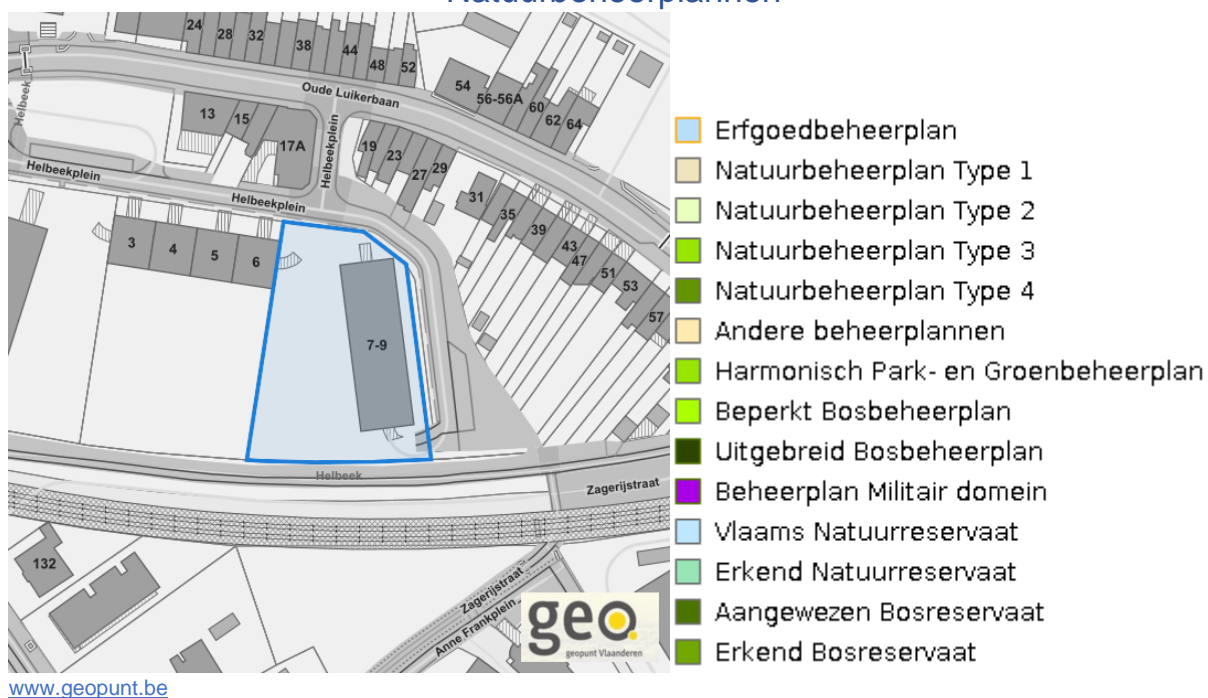 Natuurbeheerplannen
24 28 32 38 44 48 52
Helbeek
Oude Luikerbaan
54 56-56A 60 62 64
13 15 17A
Helbeekplein
19 23 27 29
Helbeekplein
Helbeekplein
31 35 39 43 47 51 53 57
3 4 5 6
7-9
Helbeek
Zagerijstraat
132
Zagerijstraat
Anne Frankplein
geo.
geopunt Vlaanderen
Erfgoedbeheerplan
Natuurbeheerplan Type 1
Natuurbeheerplan Type 2
Natuurbeheerplan Type 3
Natuurbeheerplan Type 4
Andere beheerplannen
Harmonisch Park- en Groenbeheerplan
Beperkt Bosbeheerplan
Uitgebreid Bosbeheerplan
Beheerplan Militair domein
Vlaams Natuurreservaat
Erkend Natuurreservaat
Aangewezen Bosreservaat
Erkend Bosreservaat
www.geopunt.be